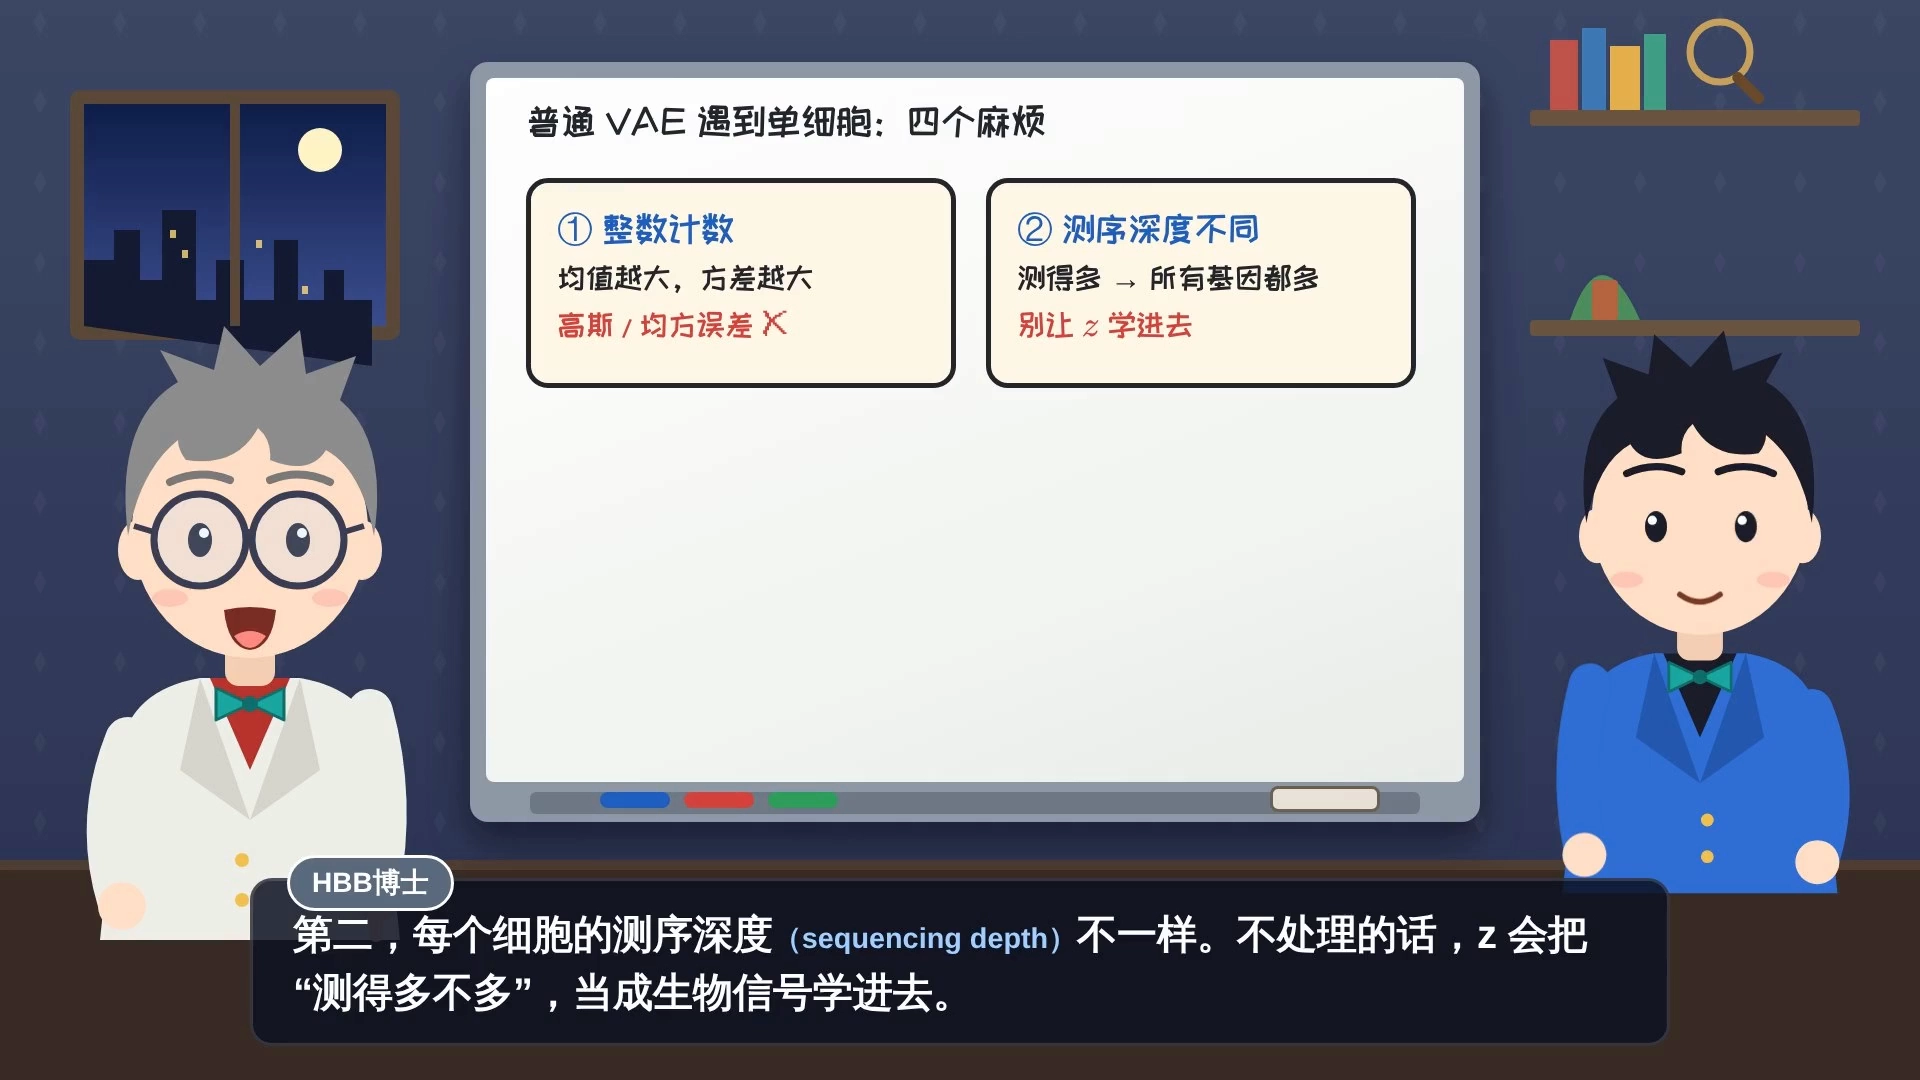 普通 VAE 遇到单细胞：四个麻烦
① 整数计数
均值越大，方差越大
高斯 / 均方误差 ✗
② 测序深度不同
测得多 → 所有基因都多
别让 z 学进去
HBB博士
第二，每个细胞的测序深度（sequencing depth）不一样。不处理的话，z 会把
“测得多不多”，当成生物信号学进去。